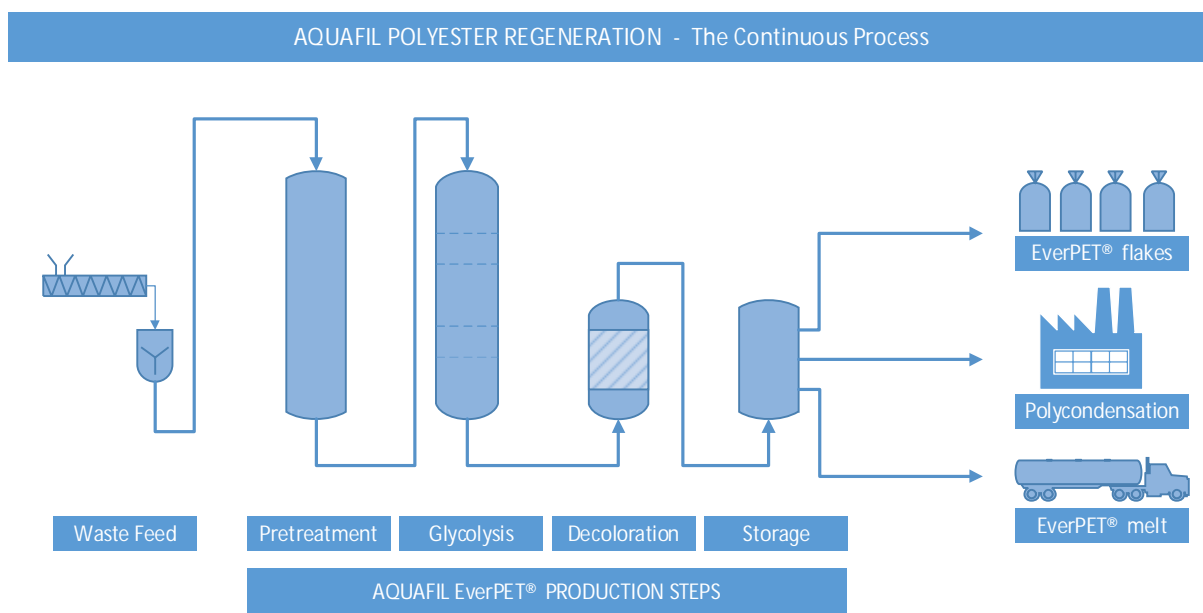 AQUAFIL POLYESTER REGENERATION - The Continuous Process
EverPET® flakes
Polycondensation
EverPET® melt
Waste Feed
Pretreatment
Glycolysis
Decoloration
Storage
AQUAFIL EverPET® PRODUCTION STEPS